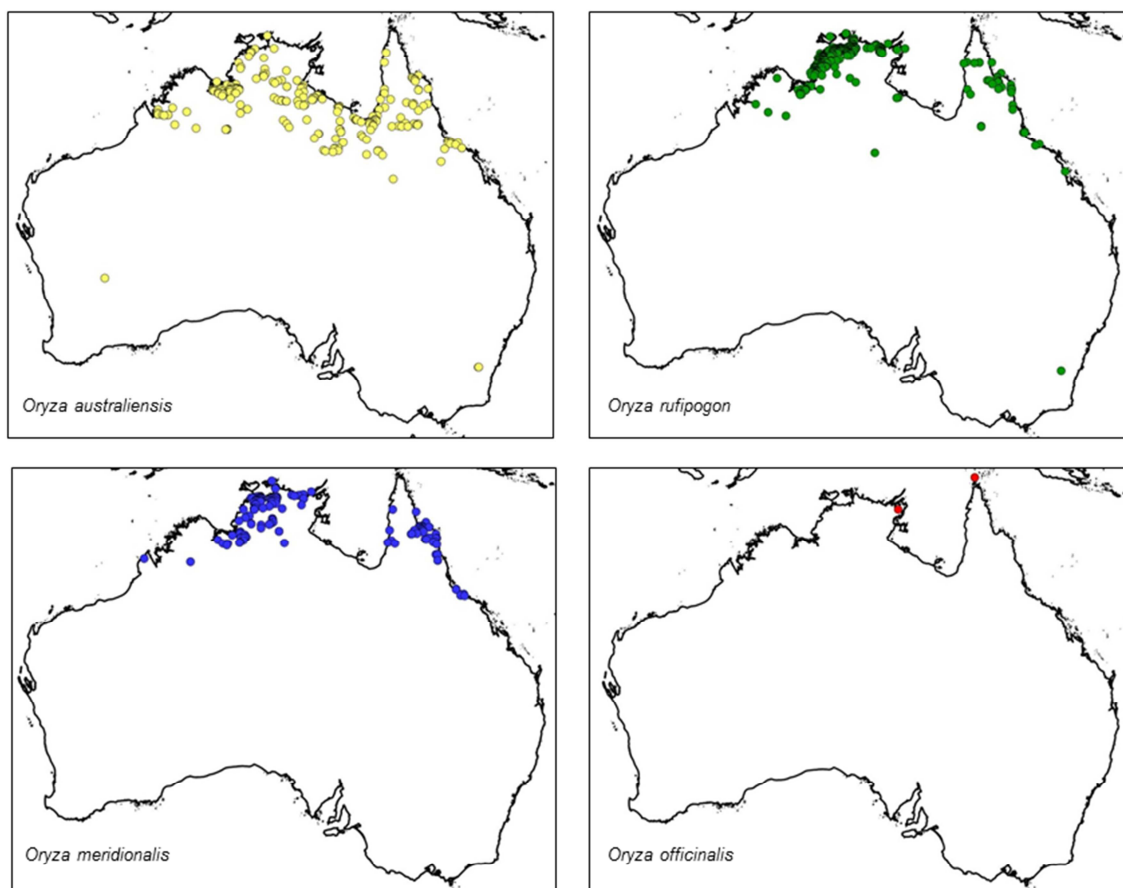 Oryza australiensis
Oryza rufipogon
Oryza meridionalis
Oryza officinalis